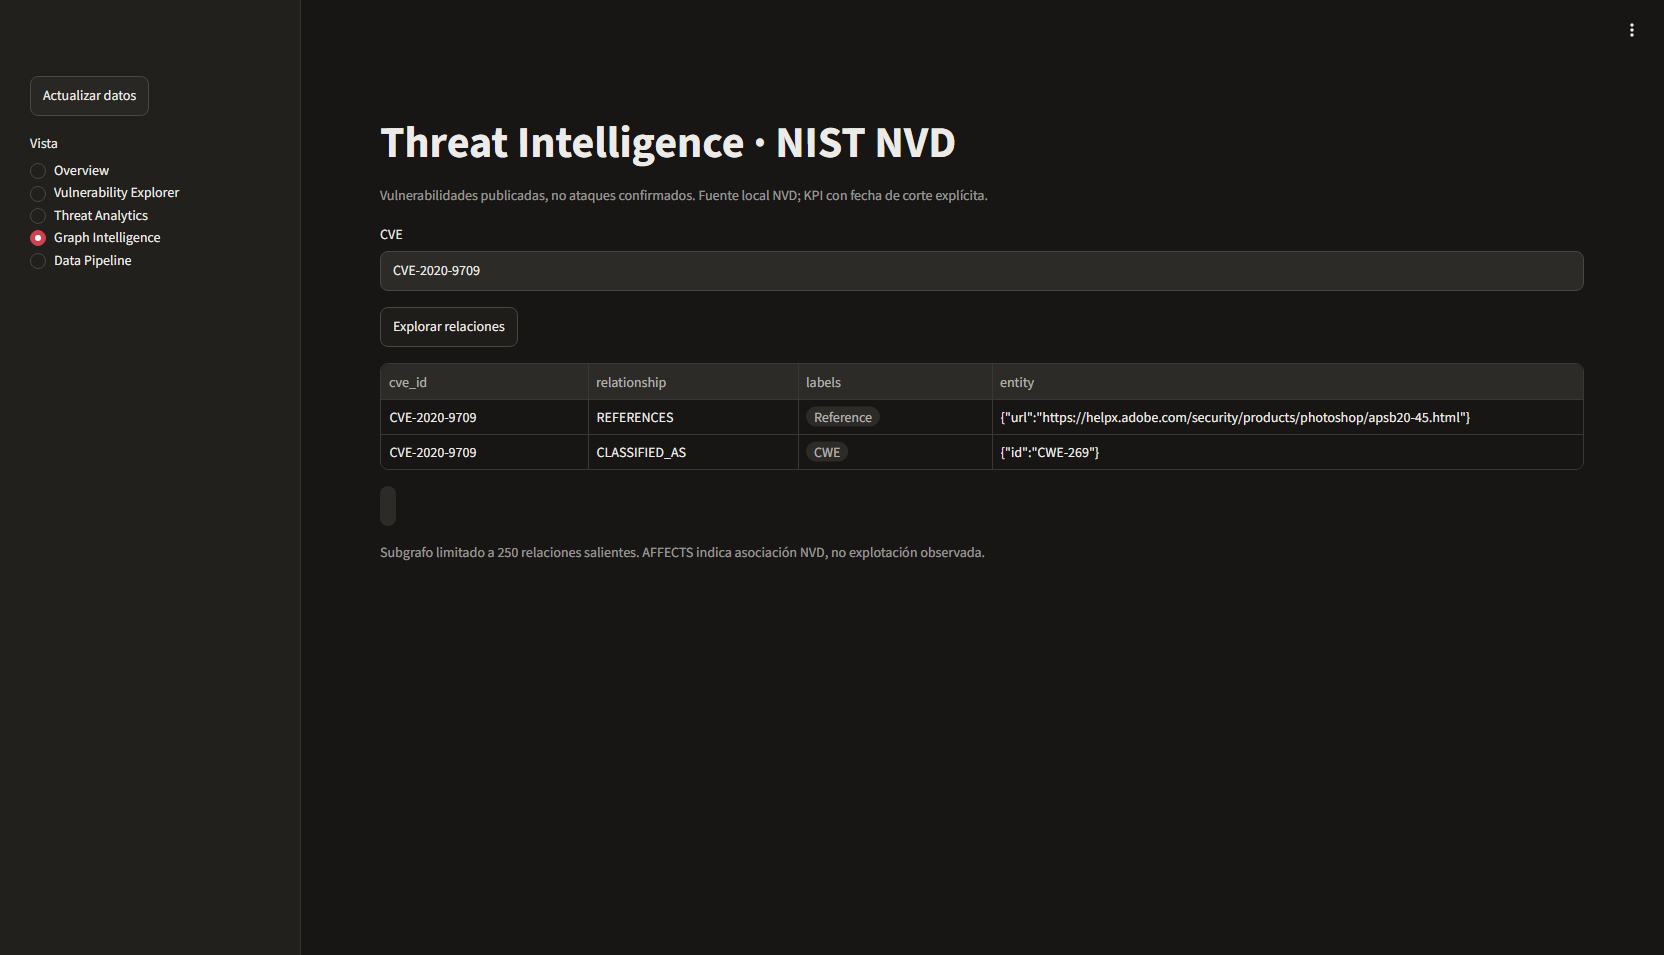 Actualizar datos
Vista
Overview
Vulnerability Explorer
Threat Analytics
Graph Intelligence
Data Pipeline
Threat Intelligence · NIST NVD
Vulnerabilidades publicadas, no ataques confirmados. Fuente local NVD; KPI con fecha de corte explícita.
CVE
CVE-2020-9709
Explorar relaciones
cve_id relationship labels entity
CVE-2020-9709 REFERENCES Reference {"url":"https://helpx.adobe.com/security/products/photoshop/apsb20-45.html"}
CVE-2020-9709 CLASSIFIED_AS CWE {"id":"CWE-269"}
Subgrafo limitado a 250 relaciones salientes. AFFECTS indica asociación NVD, no explotación observada.